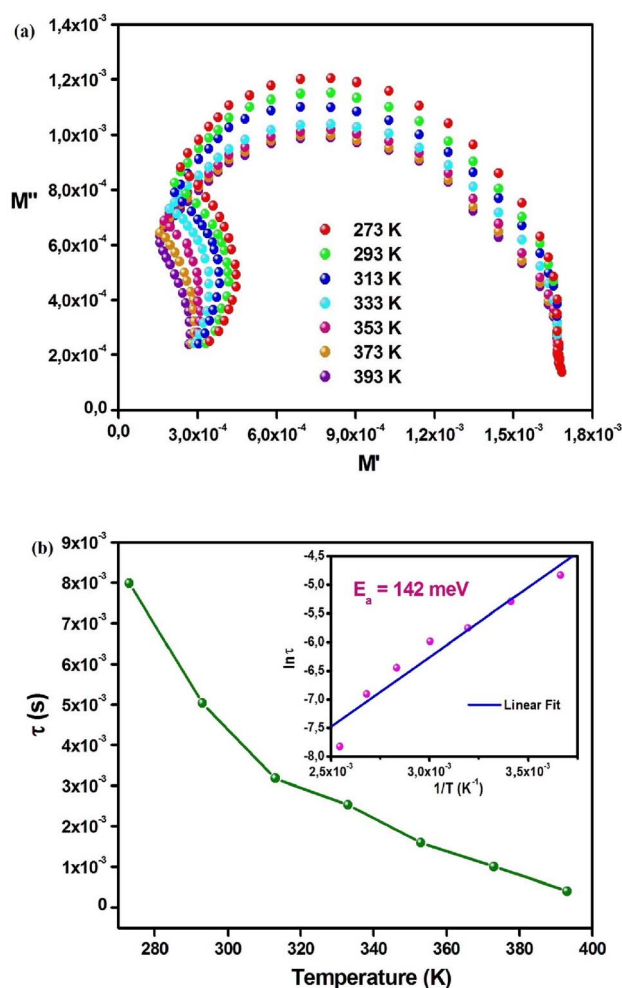 (a)
1,4x10⁻³
1,2x10⁻³
1,0x10⁻³
8,0x10⁻⁴
6,0x10⁻⁴
4,0x10⁻⁴
2,0x10⁻⁴
0,0
M''
273 K
293 K
313 K
333 K
353 K
373 K
393 K
0,0 3,0x10⁻⁴ 6,0x10⁻⁴ 9,0x10⁻⁴ 1,2x10⁻³ 1,5x10⁻³ 1,8x10⁻³
M'
(b)
9x10⁻³
8x10⁻³
7x10⁻³
6x10⁻³
5x10⁻³
4x10⁻³
3x10⁻³
2x10⁻³
1x10⁻³
0
τ (s)
-4,5
-5,0
-5,5
-6,0
-6,5
-7,0
-7,5
-8,0
ln τ
Eₐ = 142 meV
Linear Fit
2,5x10⁻³ 3,0x10⁻³ 3,5x10⁻³
1/T (K⁻¹)
280 300 320 340 360 380 400
Temperature (K)